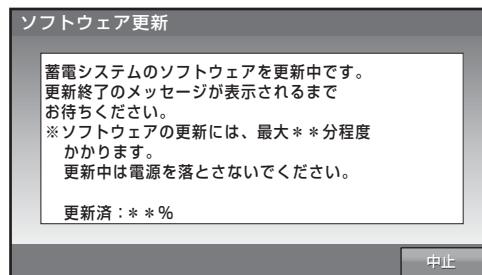 ソフトウェア更新
蓄電システムのソフトウェアを更新中です。
更新終了のメッセージが表示されるまで
お待ちください。
※ソフトウェアの更新には、最大＊＊分程度
かかります。
更新中は電源を落とさないでください。
更新済：＊＊％
中止